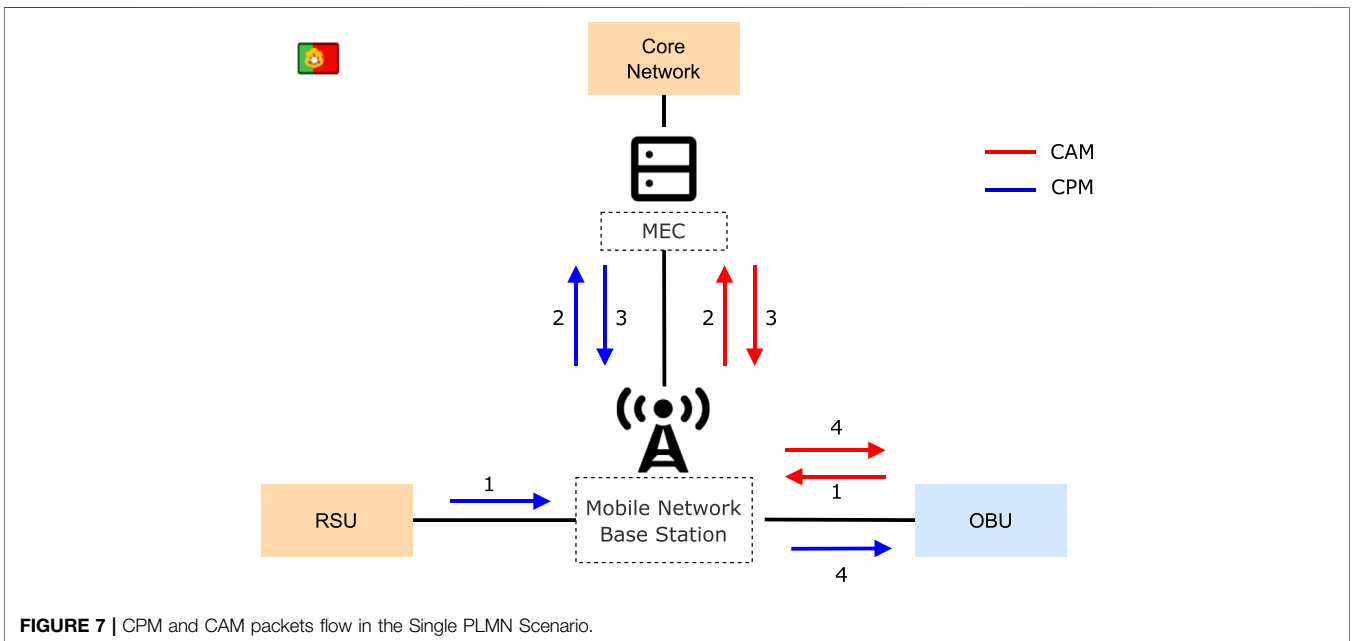 Core
Network
CAM
CPM
MEC
2
3
2
3
4
1
1
RSU
Mobile Network
Base Station
OBU
4
FIGURE 7 | CPM and CAM packets flow in the Single PLMN Scenario.